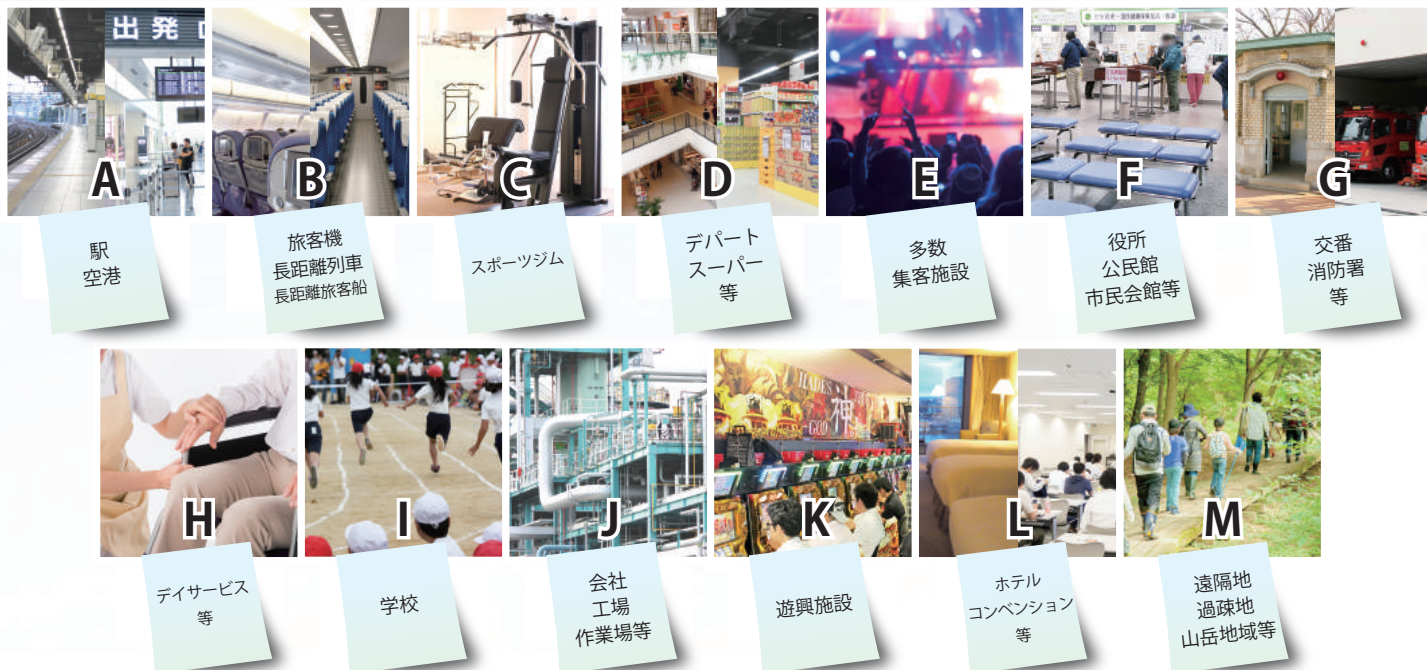 出発
A
駅
空港
B
旅客機
長距離列車
長距離旅客船
C
スポーツジム
D
デパート
スーパー
等
E
多数
集客施設
F
役所
公民館
市民会館等
G
交番
消防署
等
H
デイサービス
等
I
学校
J
会社
工場
作業場等
神
K
遊興施設
L
ホテル
コンベンション
等
M
遠隔地
過疎地
山岳地域等